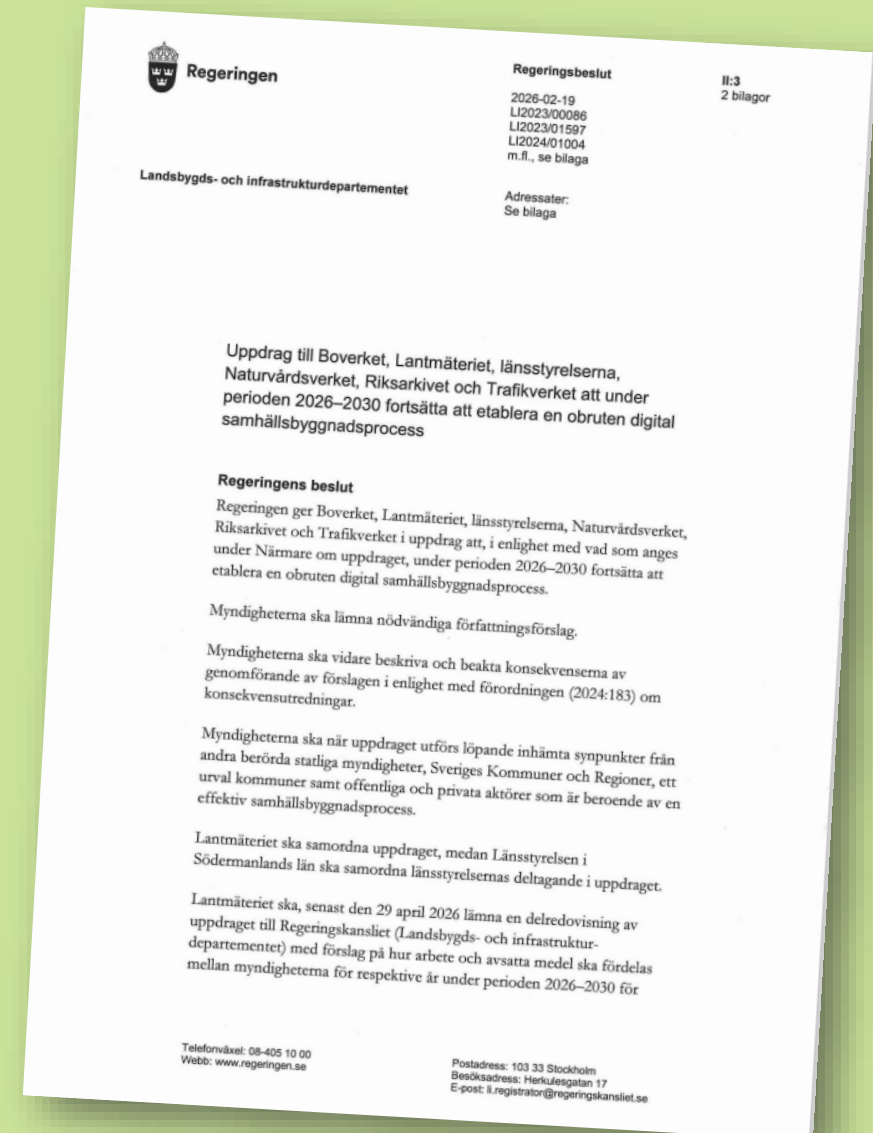 Regeringen
Regeringsbeslut
II:3
2 bilagor
2026-02-19
LI2023/00086
LI2023/01597
LI2024/01004
m.fl., se bilaga
Landsbygds- och infrastrukturdepartementet
Adressater:
Se bilaga
Uppdrag till Boverket, Lantmäteriet, länsstyrelserna,
Naturvårdsverket, Riksarkivet och Trafikverket att under
perioden 2026–2030 fortsätta att etablera en obruten digital
samhällsbyggnadsprocess
Regeringens beslut
Regeringen ger Boverket, Lantmäteriet, länsstyrelserna, Naturvårdsverket,
Riksarkivet och Trafikverket i uppdrag att, i enlighet med vad som anges
under Närmare om uppdraget, under perioden 2026–2030 fortsätta att
etablera en obruten digital samhällsbyggnadsprocess.
Myndigheterna ska lämna nödvändiga författningsförslag.
Myndigheterna ska vidare beskriva och beakta konsekvenserna av
genomförande av förslagen i enlighet med förordningen (2024:183) om
konsekvensutredningar.
Myndigheterna ska när uppdraget utförs löpande inhämta synpunkter från
andra berörda statliga myndigheter, Sveriges Kommuner och Regioner, ett
urval kommuner samt offentliga och privata aktörer som är beroende av en
effektiv samhällsbyggnadsprocess.
Lantmäteriet ska samordna uppdraget, medan Länsstyrelsen i
Södermanlands län ska samordna länsstyrelsernas deltagande i uppdraget.
Lantmäteriet ska, senast den 29 april 2026 lämna en delredovisning av
uppdraget till Regeringskansliet (Landsbygds- och infrastruktur-
departementet) med förslag på hur arbete och avsatta medel ska fördelas
mellan myndigheterna för respektive år under perioden 2026–2030 för
Telefonväxel: 08-405 10 00
Webb: www.regeringen.se
Postadress: 103 33 Stockholm
Besöksadress: Herkulesgatan 17
E-post: li.registrator@regeringskansliet.se